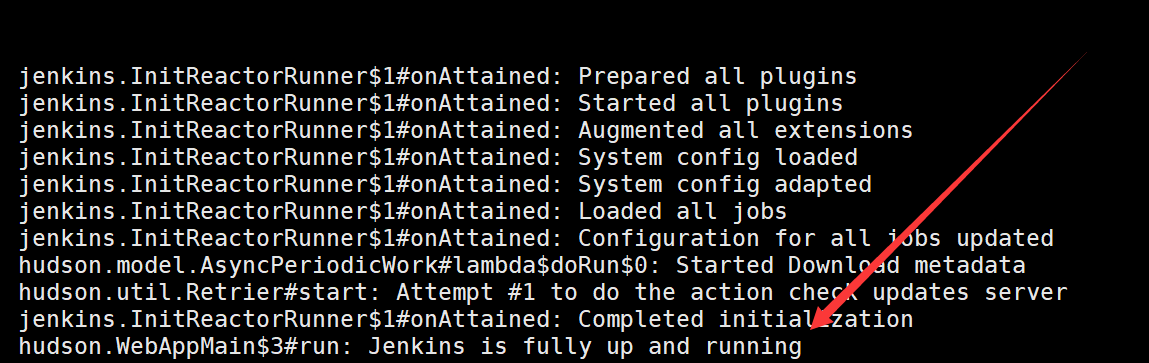 jenkins.InitReactorRunner$1#onAttained: Prepared all plugins
jenkins.InitReactorRunner$1#onAttained: Started all plugins
jenkins.InitReactorRunner$1#onAttained: Augmented all extensions
jenkins.InitReactorRunner$1#onAttained: System config loaded
jenkins.InitReactorRunner$1#onAttained: System config adapted
jenkins.InitReactorRunner$1#onAttained: Loaded all jobs
jenkins.InitReactorRunner$1#onAttained: Configuration for all jobs updated
hudson.model.AsyncPeriodicWork#lambda$doRun$0: Started Download metadata
hudson.util.Retrier#start: Attempt #1 to do the action check updates server
jenkins.InitReactorRunner$1#onAttained: Completed initialization
hudson.WebAppMain$3#run: Jenkins is fully up and running